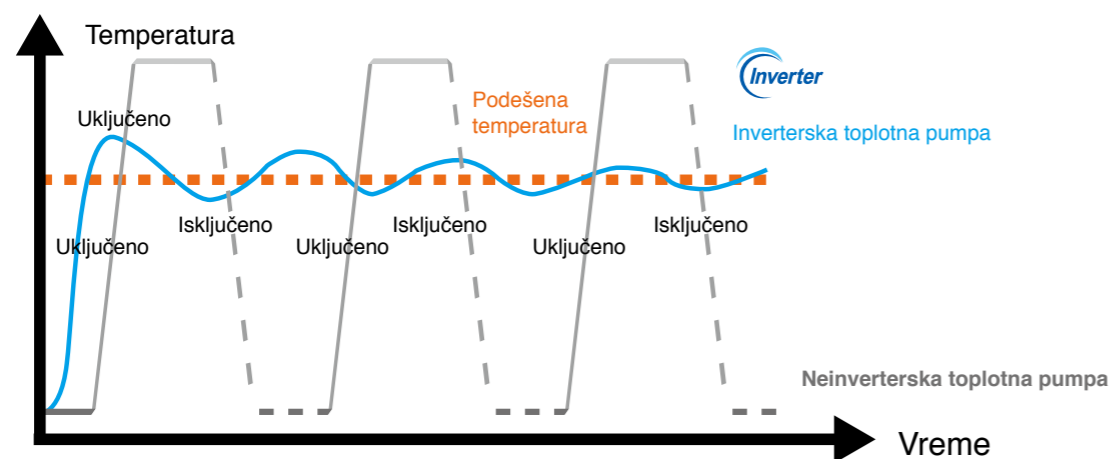 Temperatura
Inverter
Podešena
temperatura
Uključeno
Inverterska toplotna pumpa
Isključeno
Isključeno
Isključeno
Uključeno
Uključeno
Uključeno
Neinverterska toplotna pumpa
Vreme